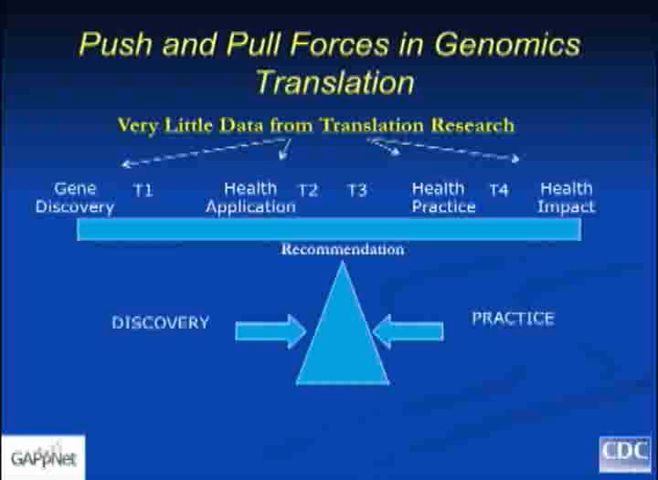 Push and Pull Forces in Genomics
Translation
Very Little Data from Translation Research
Gene T1 Health T2 T3 Health T4 Health
Discovery Application Practice Impact
Recommendation
DISCOVERY PRACTICE
GAppNet CDC